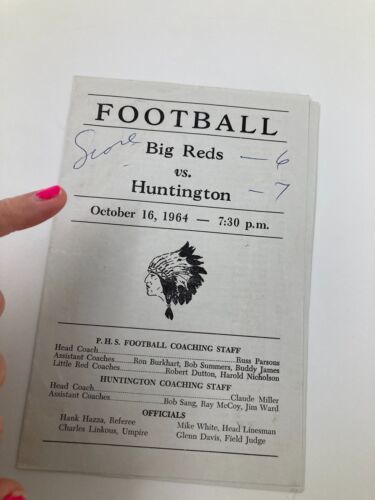 FOOTBALL
Score Big Reds — 6
vs.
Huntington — 7
October 16, 1964 — 7:30 p.m.
P.H.S. FOOTBALL COACHING STAFF
Head Coach Russ Parsons
Assistant Coaches Ron Burkhart, Bob Summers, Buddy James
Little Red Coaches Robert Dutton, Harold Nicholson
HUNTINGTON COACHING STAFF
Head Coach Claude Miller
Assistant Coaches Bob Sang, Ray McCoy, Jim Ward
OFFICIALS
Hank Hazza, Referee Mike White, Head Linesman
Charles Linkous, Umpire Glenn Davis, Field Judge